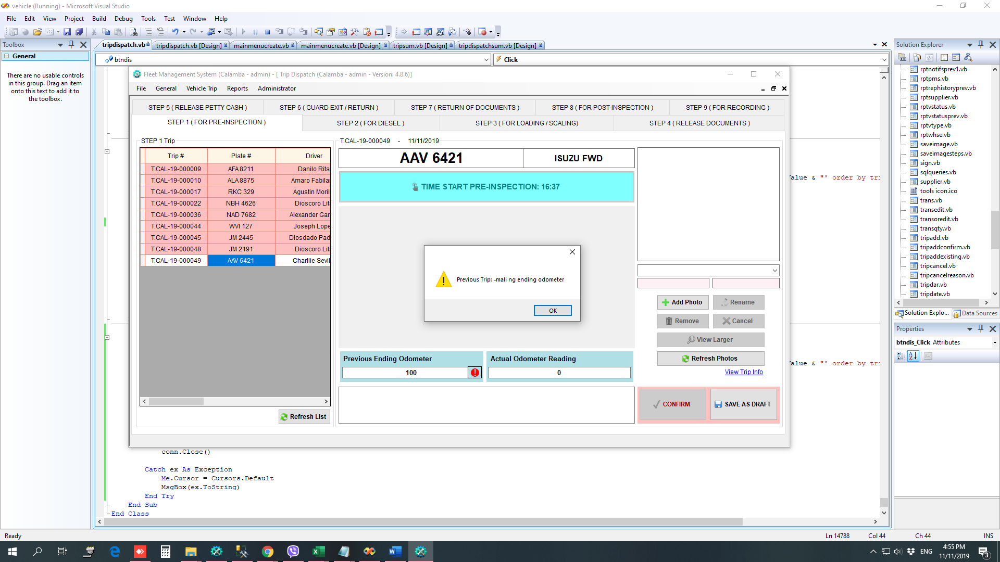 vehicle (Running) - Microsoft Visual Studio
File Edit View Project Build Debug Tools Test Window Help
Toolbox
General
There are no usable controls
in this group. Drag an item
onto this text to add it to
the toolbox.
tripdispatch.vb tripdispatch.vb [Design] mainmenucreate.vb mainmenucreate.vb [Design] tripsum.vb [Design] tripdispatchsum.vb [Design]
btndis Click
Fleet Management System (Calamba - admin) - [ Trip Dispatch (Calamba - admin - Version: 4.8.6)]
File General Vehicle Trip Reports Administrator
STEP 5 ( RELEASE PETTY CASH ) STEP 6 ( GUARD EXIT / RETURN ) STEP 7 ( RETURN OF DOCUMENTS ) STEP 8 ( FOR POST-INSPECTION ) STEP 9 ( FOR RECORDING )
STEP 1 ( FOR PRE-INSPECTION ) STEP 2 ( FOR DIESEL ) STEP 3 ( FOR LOADING / SCALING) STEP 4 ( RELEASE DOCUMENTS )
STEP 1 Trip
Trip # Plate # Driver
T.CAL-19-000009 AFA 8211 Danilo Rita
T.CAL-19-000010 ALA 8875 Amaro Fabilar
T.CAL-19-000017 RKC 329 Agustin Moril
T.CAL-19-000022 NBH 4626 Dioscoro Lit
T.CAL-19-000036 NAD 7682 Alexander Gar
T.CAL-19-000044 WVI 127 Joseph Lope
T.CAL-19-000045 JM 2445 Diosdado Pad
T.CAL-19-000048 JM 2191 Dioscoro Lit
T.CAL-19-000049 AAV 6421 Charllie Sevil
Refresh List
T.CAL-19-000049 - 11/11/2019
AAV 6421 ISUZU FWD
TIME START PRE-INSPECTION: 16:37
Previous Trip: -mali ng ending odometer
OK
Previous Ending Odometer
100
Actual Odometer Reading
0
Add Photo Rename
Remove Cancel
View Larger
Refresh Photos
View Trip Info
CONFIRM SAVE AS DRAFT
alue & "' order by tri
alue & "' order by tri
conn.Close()
Catch ex As Exception
Me.Cursor = Cursors.Default
MsgBox(ex.ToString)
End Try
End Sub
End Class
Solution Explorer
rptnotifsprev1.vb
rptpms.vb
rptrephistoryprev.vb
rptsupplier.vb
rptvstatus.vb
rptvstatusprev.vb
rptvtype.vb
rptwhse.vb
saveimage.vb
saveimagesteps.vb
sign.vb
sqlqueries.vb
supplier.vb
tools icon.ico
trans.vb
transedit.vb
transoredit.vb
transqty.vb
tripadd.vb
tripaddconfirm.vb
tripaddexisting.vb
tripcancel.vb
tripcancelreason.vb
tripdar.vb
tripdate.vb
Solution Explo... Data Sources
Properties
btndis_Click Attributes
Ready Ln 14788 Col 44 Ch 44 INS
ENG 4:55 PM
11/11/2019
3